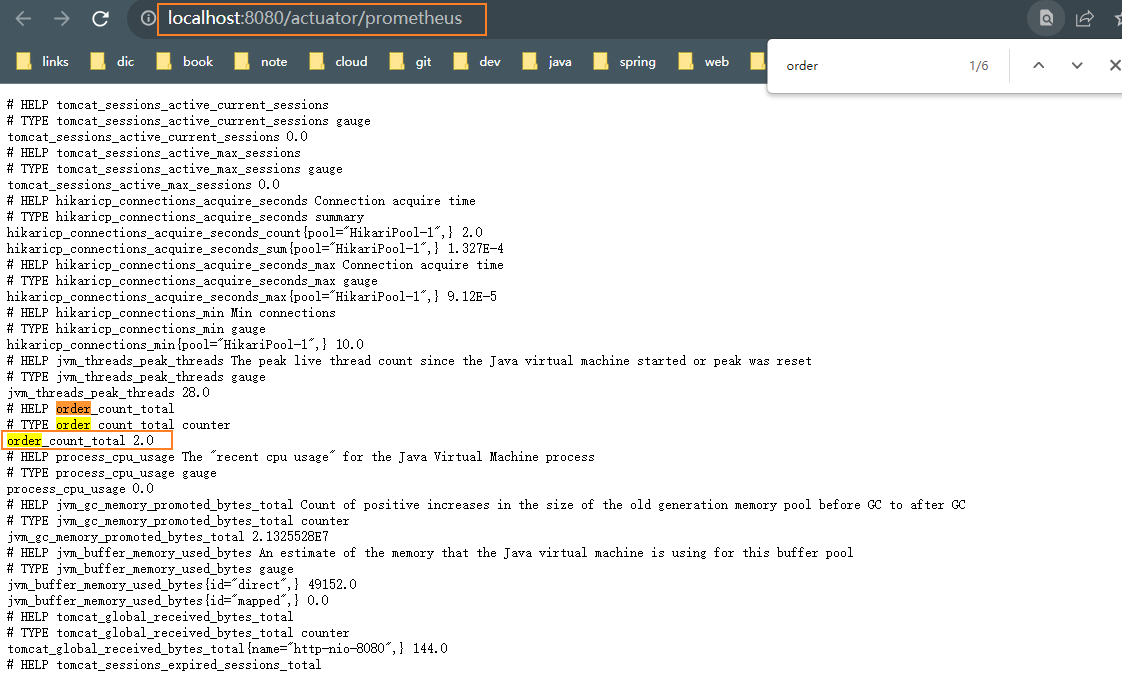 localhost:8080/actuator/prometheus
links dic book note cloud git dev java spring web
order 1/6
# HELP tomcat_sessions_active_current_sessions
# TYPE tomcat_sessions_active_current_sessions gauge
tomcat_sessions_active_current_sessions 0.0
# HELP tomcat_sessions_active_max_sessions
# TYPE tomcat_sessions_active_max_sessions gauge
tomcat_sessions_active_max_sessions 0.0
# HELP hikaricp_connections_acquire_seconds Connection acquire time
# TYPE hikaricp_connections_acquire_seconds summary
hikaricp_connections_acquire_seconds_count{pool="HikariPool-1",} 2.0
hikaricp_connections_acquire_seconds_sum{pool="HikariPool-1",} 1.327E-4
# HELP hikaricp_connections_acquire_seconds_max Connection acquire time
# TYPE hikaricp_connections_acquire_seconds_max gauge
hikaricp_connections_acquire_seconds_max{pool="HikariPool-1",} 9.12E-5
# HELP hikaricp_connections_min Min connections
# TYPE hikaricp_connections_min gauge
hikaricp_connections_min{pool="HikariPool-1",} 10.0
# HELP jvm_threads_peak_threads The peak live thread count since the Java virtual machine started or peak was reset
# TYPE jvm_threads_peak_threads gauge
jvm_threads_peak_threads 28.0
# HELP order_count_total
# TYPE order_count_total counter
order_count_total 2.0
# HELP process_cpu_usage The "recent cpu usage" for the Java Virtual Machine process
# TYPE process_cpu_usage gauge
process_cpu_usage 0.0
# HELP jvm_gc_memory_promoted_bytes_total Count of positive increases in the size of the old generation memory pool before GC to after GC
# TYPE jvm_gc_memory_promoted_bytes_total counter
jvm_gc_memory_promoted_bytes_total 2.1325528E7
# HELP jvm_buffer_memory_used_bytes An estimate of the memory that the Java virtual machine is using for this buffer pool
# TYPE jvm_buffer_memory_used_bytes gauge
jvm_buffer_memory_used_bytes{id="direct",} 49152.0
jvm_buffer_memory_used_bytes{id="mapped",} 0.0
# HELP tomcat_global_received_bytes_total
# TYPE tomcat_global_received_bytes_total counter
tomcat_global_received_bytes_total{name="http-nio-8080",} 144.0
# HELP tomcat_sessions_expired_sessions_total